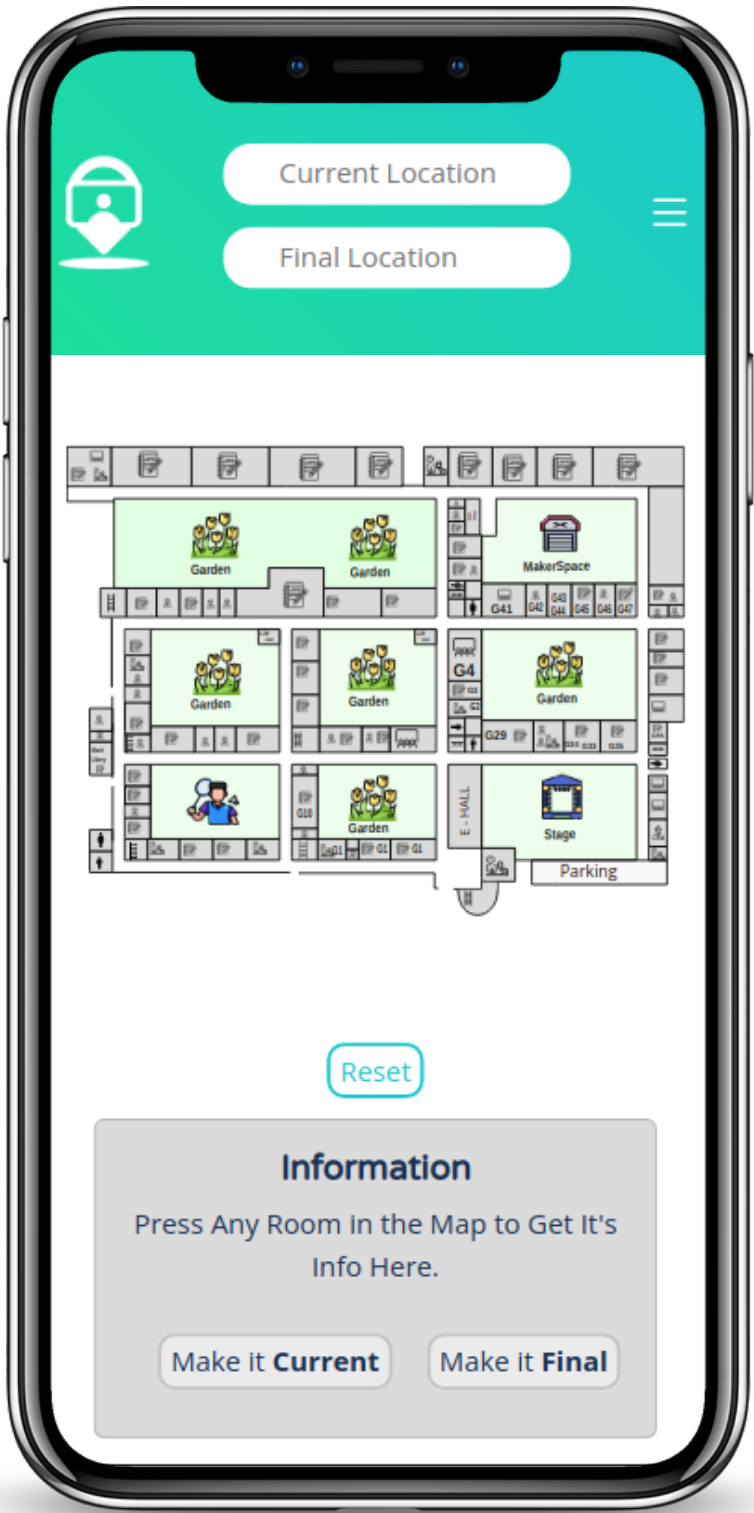 Current Location
Final Location
Garden
Garden
MakerSpace
G41
G42
G43
G44
G45
G46
G47
Garden
Garden
G4
G3
G2
Garden
G29
G10
Garden
G1
G1
E - HALL
Stage
Parking
Reset
Information
Press Any Room in the Map to Get It's
Info Here.
Make it Current
Make it Final